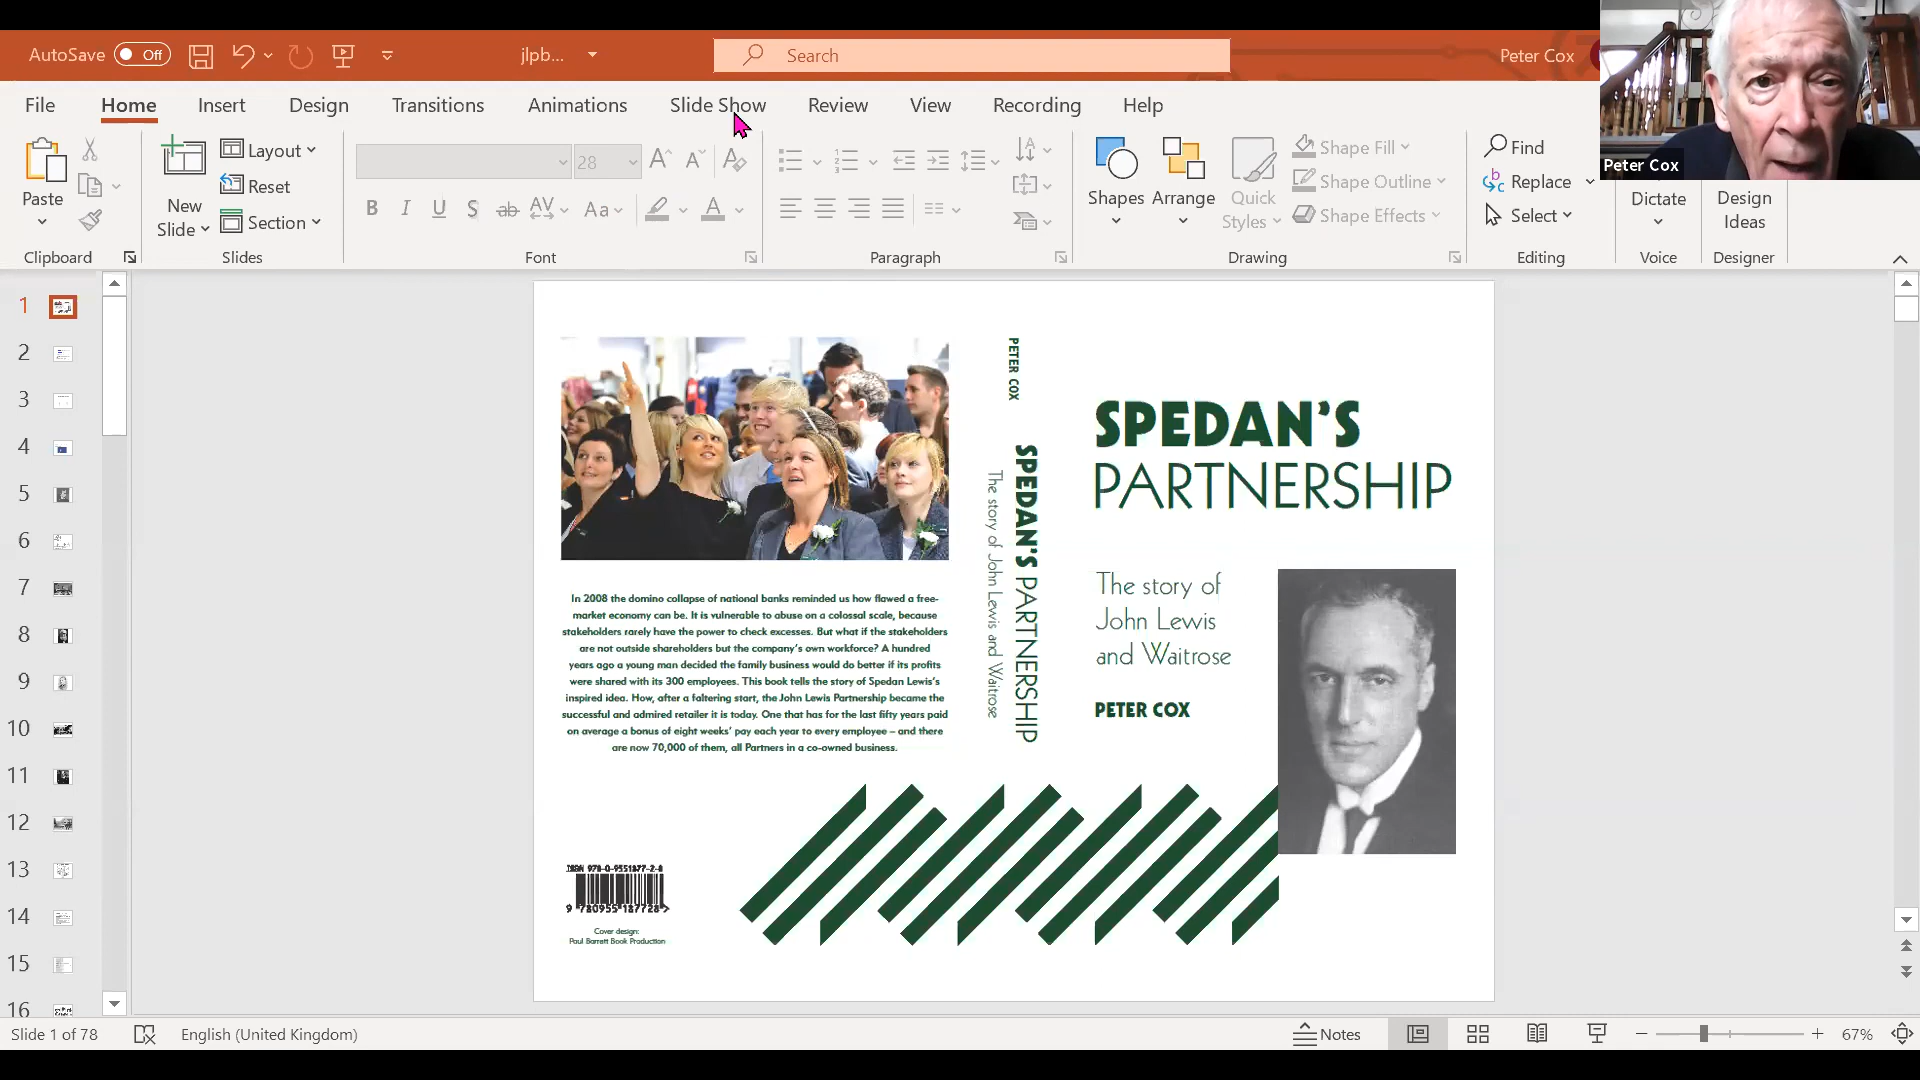 AutoSave
Off
jlpb...
Search
Peter Cox
File
Home
Insert
Design
Transitions
Animations
Slide Show
Review
View
Recording
Help
Paste
Clipboard
New
Slide
Layout
Reset
Section
Slides
28
Font
Paragraph
Shapes
Arrange
Quick
Styles
Shape Fill
Shape Outline
Shape Effects
Drawing
Find
Replace
Select
Editing
Dictate
Voice
Design
Ideas
Designer
Peter Cox
1
2
3
4
5
6
7
8
9
10
11
12
13
14
15
16
In 2008 the domino collapse of national banks reminded us how flawed a free-
market economy can be. It is vulnerable to abuse on a colossal scale, because
stakeholders rarely have the power to check excesses. But what if the stakeholders
are not outside shareholders but the company's own workforce? A hundred
years ago a young man decided the family business would do better if its profits
were shared with its 300 employees. This book tells the story of Spedan Lewis's
inspired idea. How, after a faltering start, the John Lewis Partnership became the
successful and admired retailer it is today. One that has for the last fifty years paid
on average a bonus of eight weeks' pay each year to every employee – and there
are now 70,000 of them, all Partners in a co-owned business.
ISBN 978-0-9551877-2-8
9 780955 187728 >
Cover design:
Paul Barrett Book Production
PETER COX
SPEDAN'S PARTNERSHIP
The story of John Lewis and Waitrose
SPEDAN'S
PARTNERSHIP
The story of
John Lewis
and Waitrose
PETER COX
Slide 1 of 78
English (United Kingdom)
Notes
67%